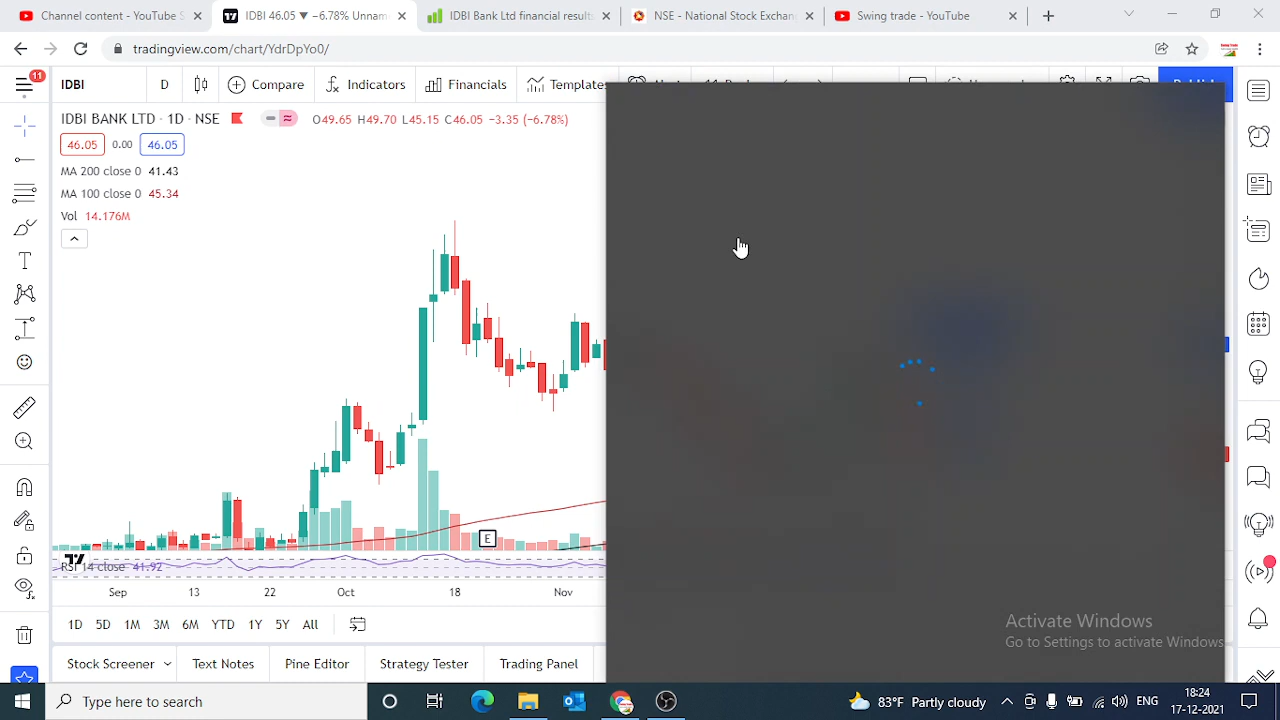 Channel content - YouTube S
IDBI 46.05 ▼ −6.78% Unnam
IDBI Bank Ltd financial results
NSE - National Stock Exchan
Swing trade - YouTube
tradingview.com/chart/YdrDpYo0/
11
IDBI
D
Compare
Indicators
Financials
Templates
IDBI BANK LTD · 1D · NSE
O49.65 H49.70 L45.15 C46.05 −3.35 (−6.78%)
46.05
0.00
46.05
MA 200 close 0 41.43
MA 100 close 0 45.34
Vol 14.176M
E
RSI 14 close 41.92
Sep
13
22
Oct
18
Nov
1D
5D
1M
3M
6M
YTD
1Y
5Y
All
Activate Windows
Go to Settings to activate Windows
Stock Screener
Text Notes
Pine Editor
Strategy Tester
Trading Panel
Type here to search
83°F Partly cloudy
ENG
18:24
17-12-2021